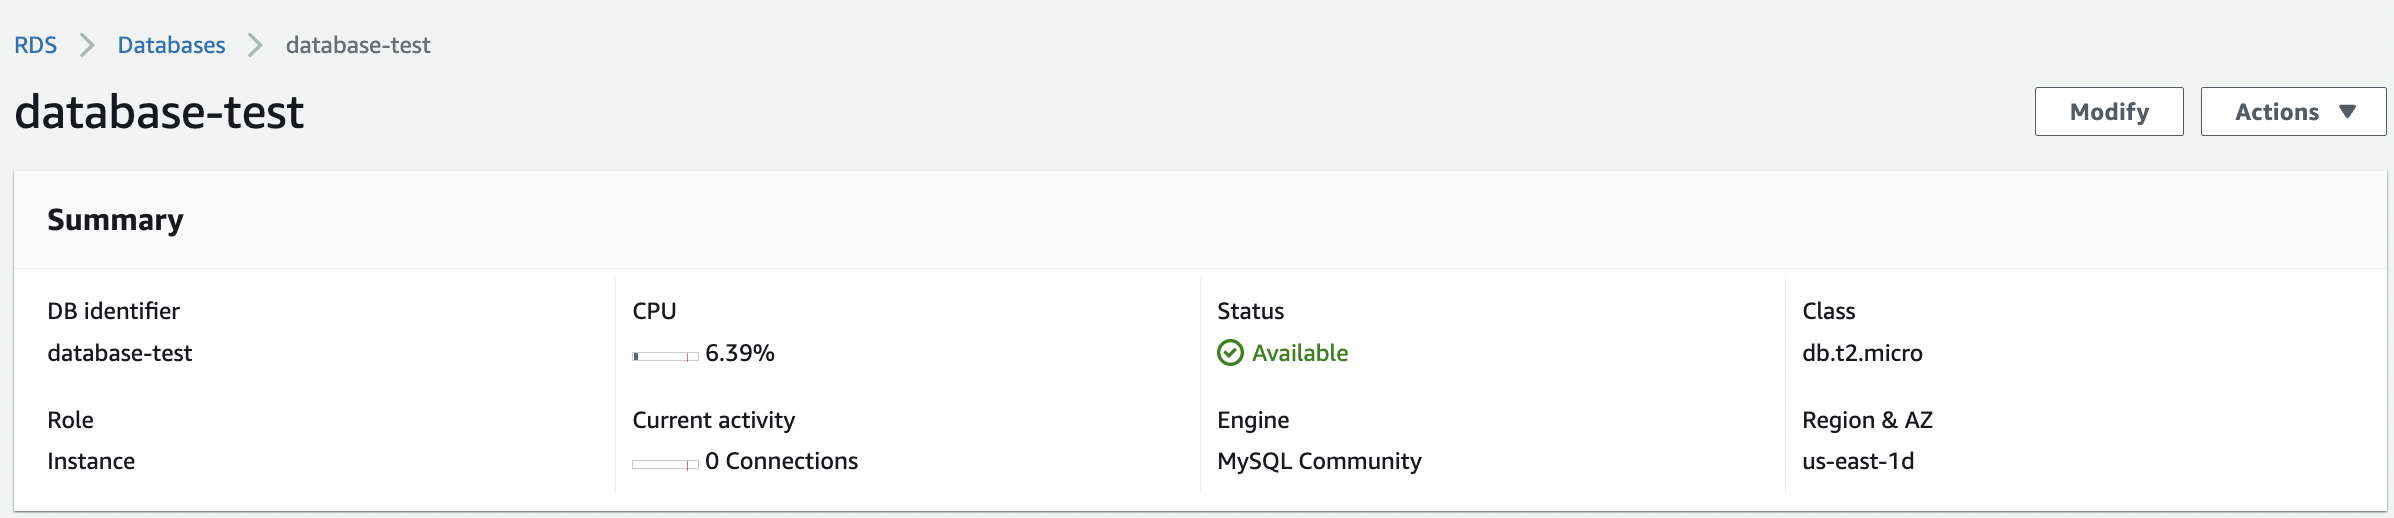 RDS > Databases > database-test
database-test
Modify
Actions ▼
Summary
DB identifier
database-test
CPU
6.39%
Status
Available
Class
db.t2.micro
Role
Instance
Current activity
0 Connections
Engine
MySQL Community
Region & AZ
us-east-1d